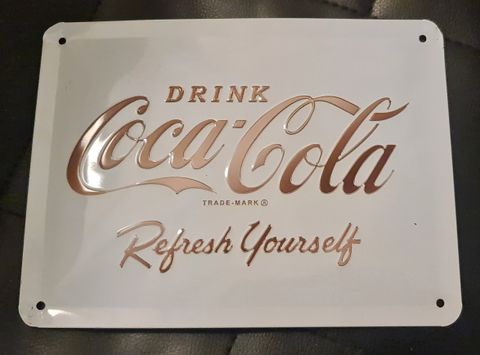 DRINK
Coca-Cola
TRADE-MARK ®
Refresh Yourself